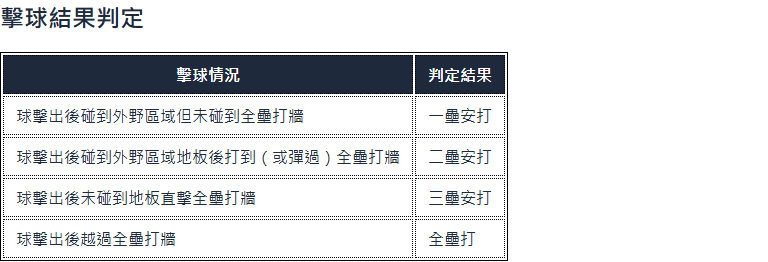 擊球結果判定
擊球情況 判定結果
球擊出後碰到外野區域但未碰到全壘打牆 一壘安打
球擊出後碰到外野區域地板後打到（或彈過）全壘打牆 二壘安打
球擊出後未碰到地板直擊全壘打牆 三壘安打
球擊出後越過全壘打牆 全壘打